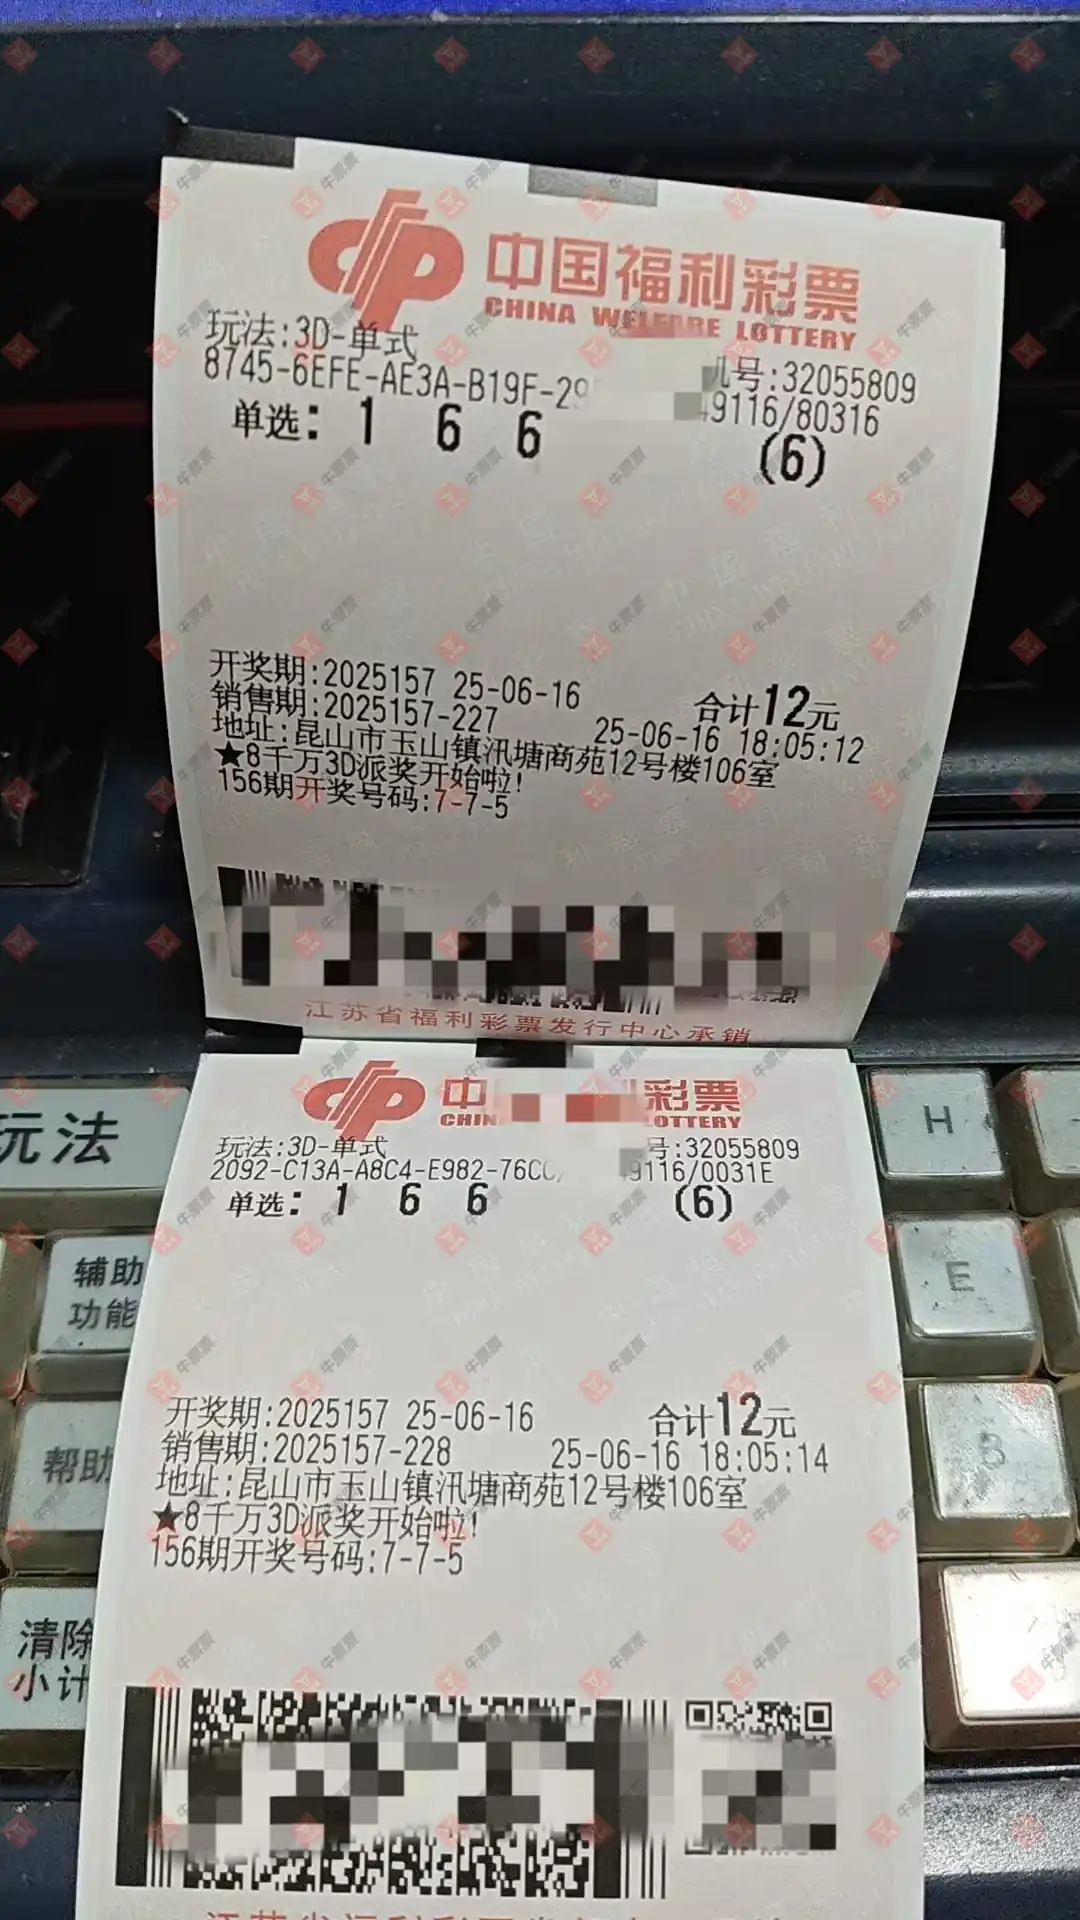 中国福利彩票
CHINA WELFARE LOTTERY
玩法:3D-单式
机号:32055809
8745-6EFE-AE3A-B19F-29
49116/80316
单选: 1 6 6 (6)
开奖期:2025157 25-06-16 合计12元
销售期:2025157-227 25-06-16 18:05:12
地址:昆山市玉山镇汛塘商苑12号楼106室
★8千万3D派奖开始啦!
156期开奖号码:7-7-5
江苏省福利彩票发行中心承销
中 彩票
CHIN LOTTERY
玩法:3D-单式 号:32055809
2092-C13A-A8C4-E982-76CC 9116/0031E
单选: 1 6 6 (6)
开奖期:2025157 25-06-16 合计12元
销售期:2025157-228 25-06-16 18:05:14
地址:昆山市玉山镇汛塘商苑12号楼106室
★8千万3D派奖开始啦!
156期开奖号码:7-7-5
玩法
辅助
功能
帮助
清除
小计
H
E
B
牛票票